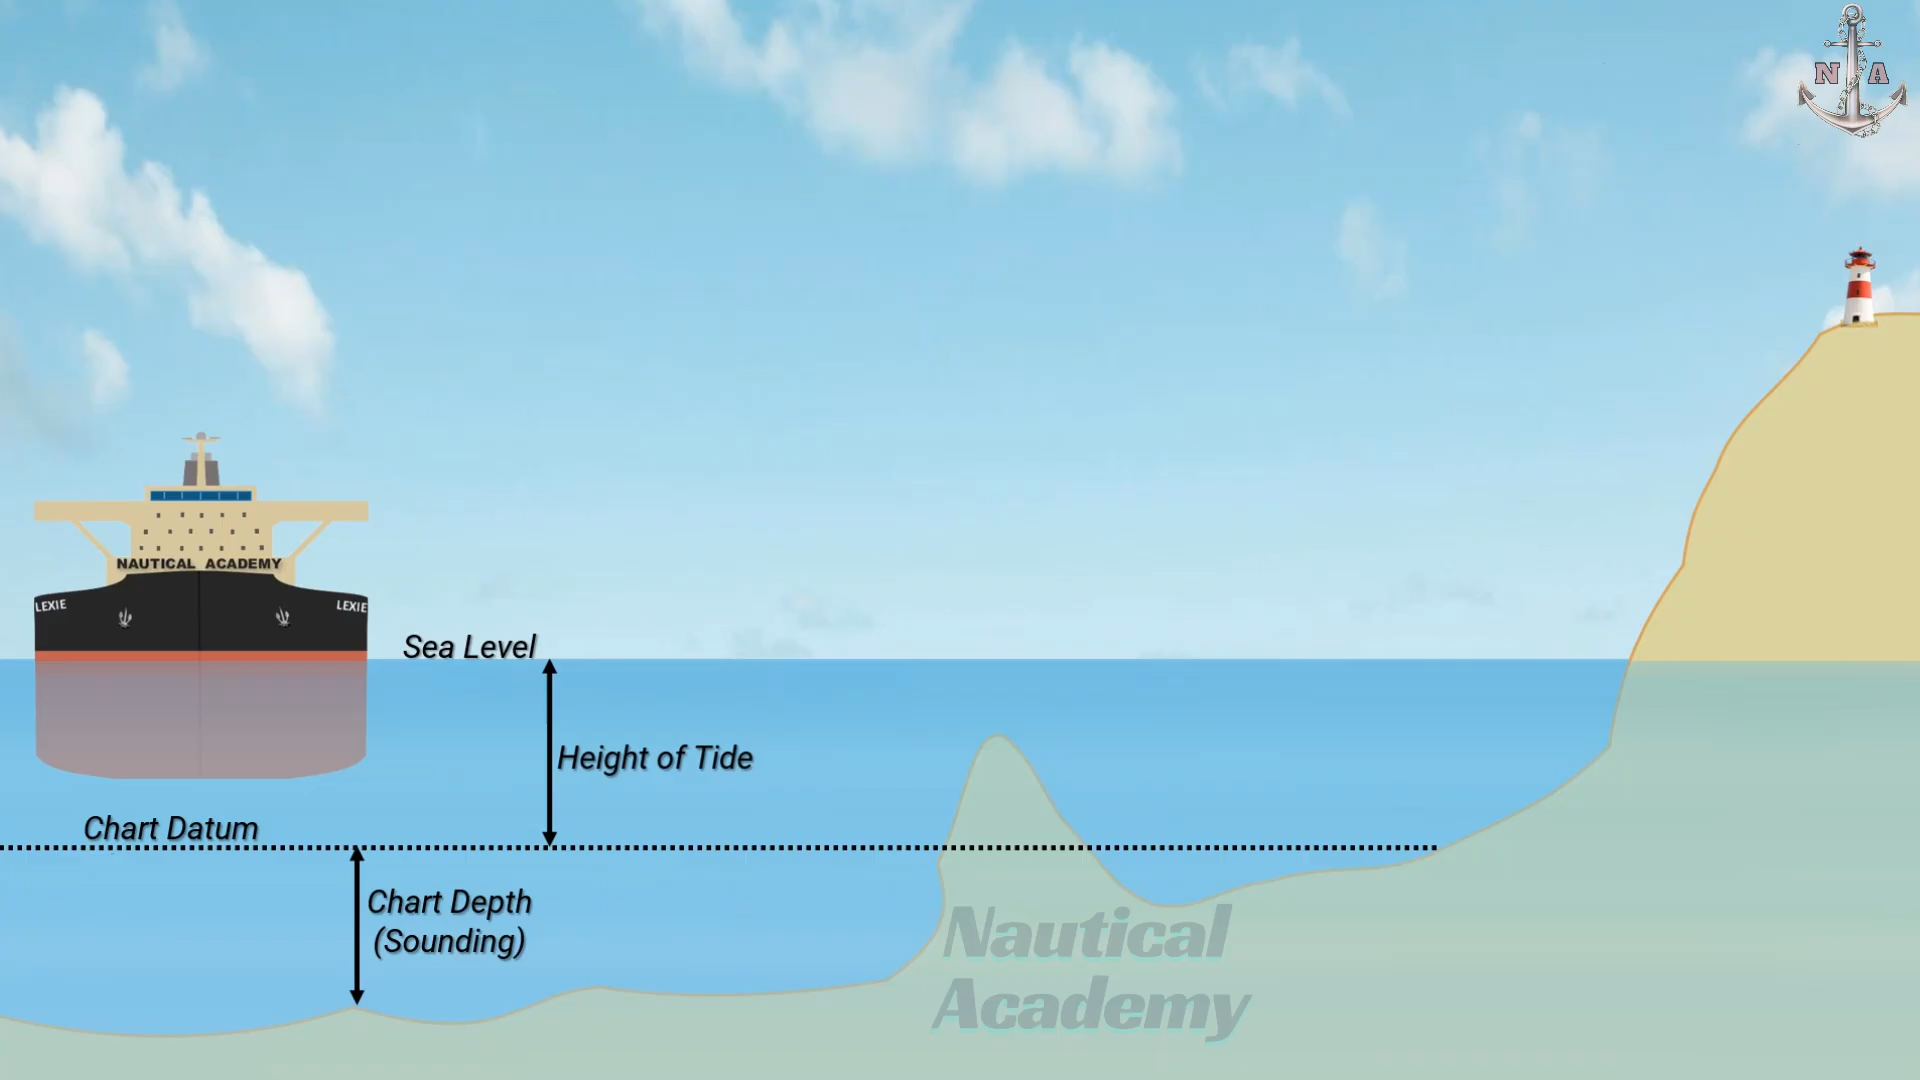 N A
NAUTICAL ACADEMY
LEXIE LEXIE
Sea Level
Height of Tide
Chart Datum
Chart Depth
(Sounding)
Nautical
Academy